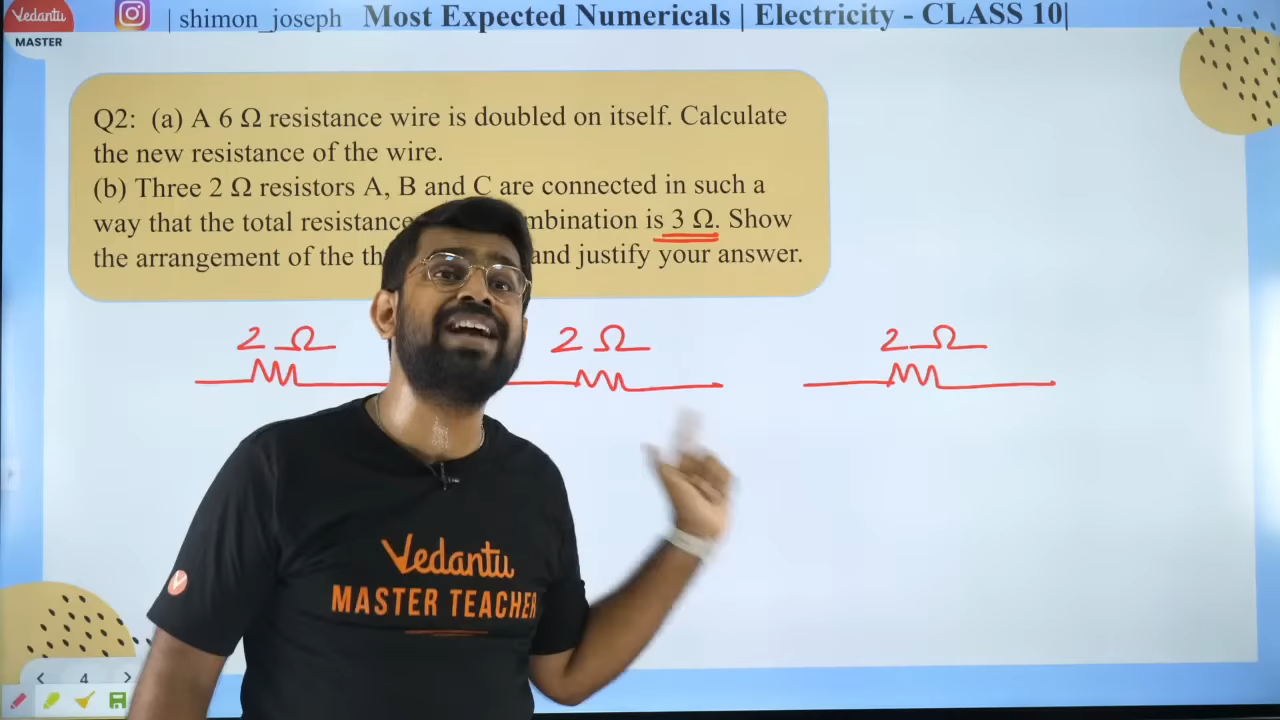 Vedantu
MASTER
| shimon_joseph
Most Expected Numericals | Electricity - CLASS 10|
Q2: (a) A 6 Ω resistance wire is doubled on itself. Calculate
the new resistance of the wire.
(b) Three 2 Ω resistors A, B and C are connected in such a
way that the total resistance mbination is 3 Ω. Show
the arrangement of the th and justify your answer.
2 Ω 2 Ω 2 Ω
Vedantu
MASTER TEACHER
4